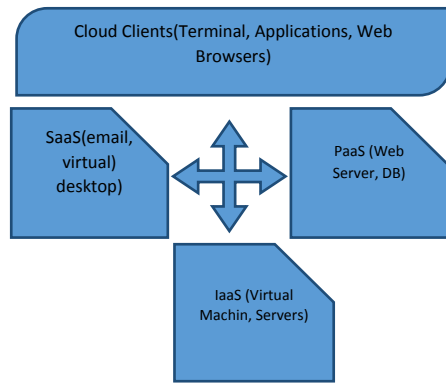 Cloud Clients(Terminal, Applications, Web
Browsers)
SaaS(email,
virtual)
desktop)
PaaS (Web
Server, DB)
IaaS (Virtual
Machin, Servers)